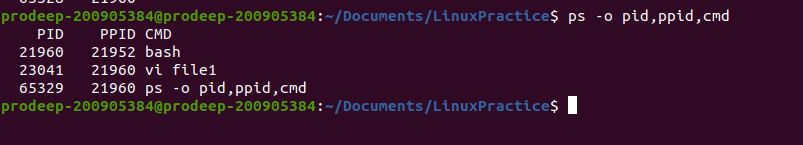 prodeep-200905384@prodeep-200905384:~/Documents/LinuxPractice$ ps -o pid,ppid,cmd
PID PPID CMD
21960 21952 bash
23041 21960 vi file1
65329 21960 ps -o pid,ppid,cmd
prodeep-200905384@prodeep-200905384:~/Documents/LinuxPractice$